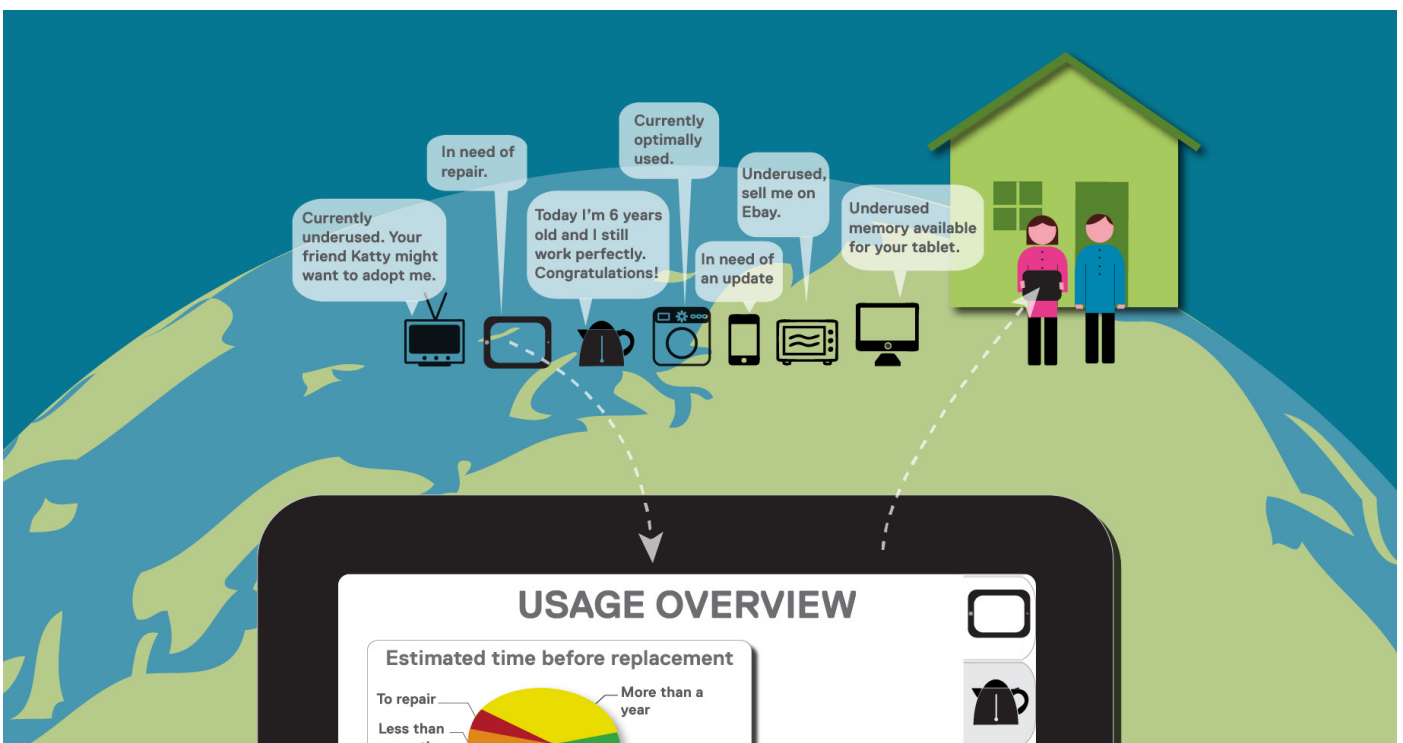 Currently
optimally
used.
In need of
repair.
Underused,
sell me on
Ebay.
Currently
underused. Your
friend Katty might
want to adopt me.
Today I'm 6 years
old and I still
work perfectly.
Congratulations!
In need of
an update
Underused
memory available
for your tablet.
USAGE OVERVIEW
Estimated time before replacement
To repair
More than a
year
Less than